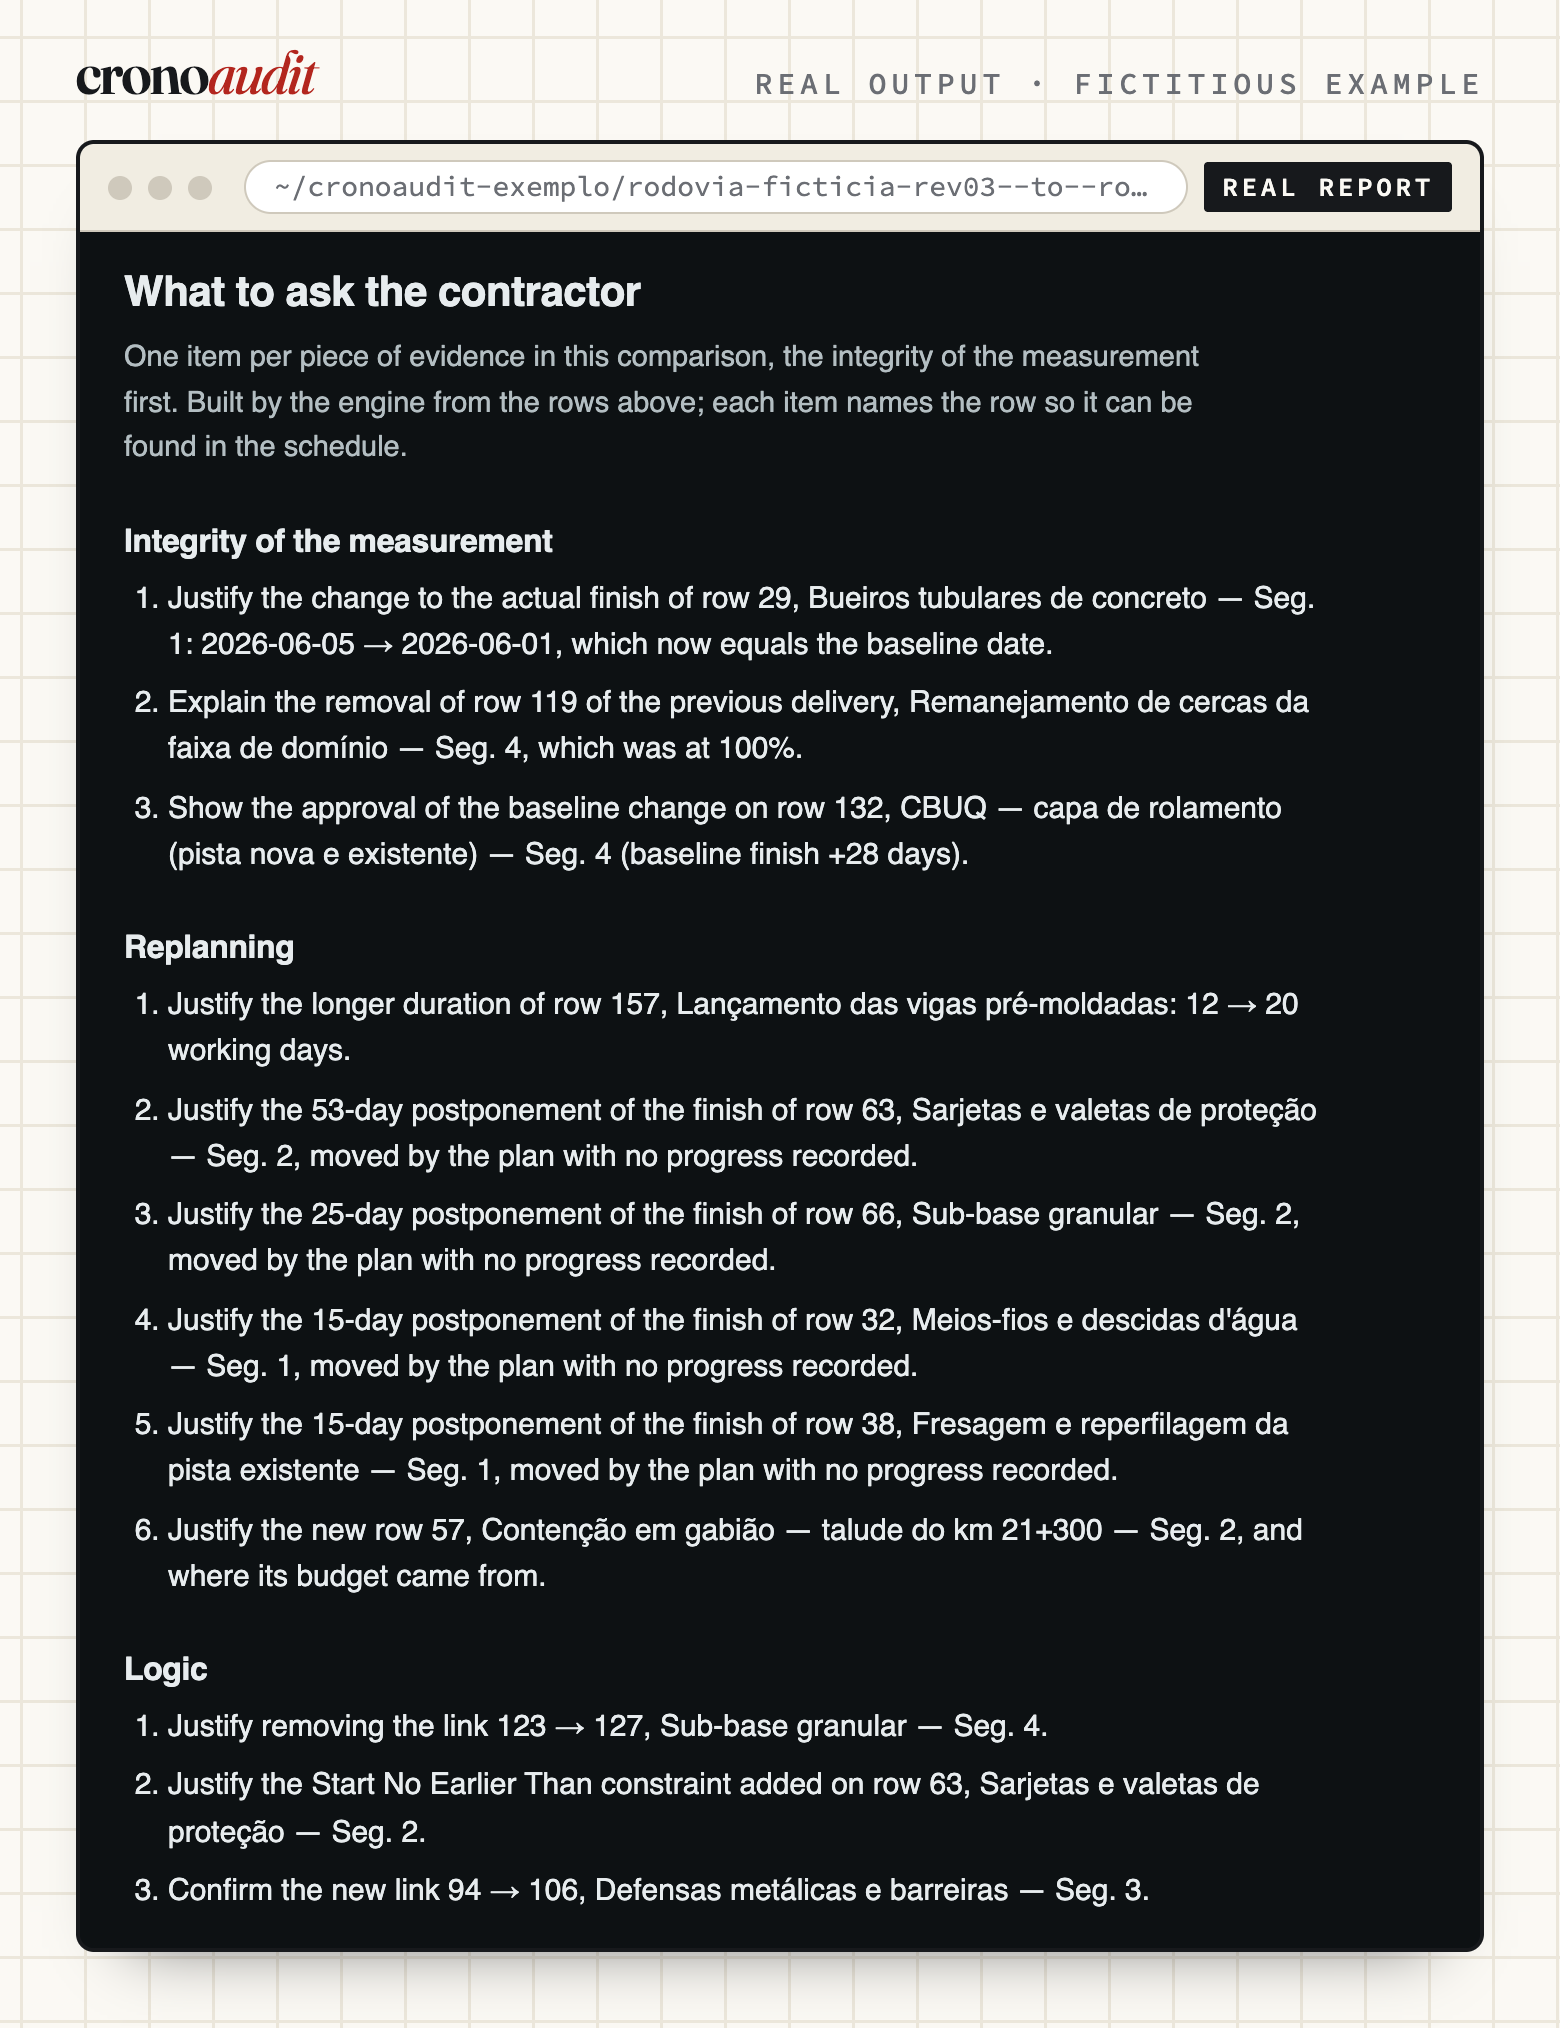 cronoaudit
REAL OUTPUT · FICTITIOUS EXAMPLE
~/cronoaudit-exemplo/rodovia-ficticia-rev03--to--ro…
REAL REPORT
What to ask the contractor
One item per piece of evidence in this comparison, the integrity of the measurement
first. Built by the engine from the rows above; each item names the row so it can be
found in the schedule.
Integrity of the measurement
1. Justify the change to the actual finish of row 29, Bueiros tubulares de concreto — Seg.
1: 2026-06-05 → 2026-06-01, which now equals the baseline date.
2. Explain the removal of row 119 of the previous delivery, Remanejamento de cercas da
faixa de domínio — Seg. 4, which was at 100%.
3. Show the approval of the baseline change on row 132, CBUQ — capa de rolamento
(pista nova e existente) — Seg. 4 (baseline finish +28 days).
Replanning
1. Justify the longer duration of row 157, Lançamento das vigas pré-moldadas: 12 → 20
working days.
2. Justify the 53-day postponement of the finish of row 63, Sarjetas e valetas de proteção
— Seg. 2, moved by the plan with no progress recorded.
3. Justify the 25-day postponement of the finish of row 66, Sub-base granular — Seg. 2,
moved by the plan with no progress recorded.
4. Justify the 15-day postponement of the finish of row 32, Meios-fios e descidas d'água
— Seg. 1, moved by the plan with no progress recorded.
5. Justify the 15-day postponement of the finish of row 38, Fresagem e reperfilagem da
pista existente — Seg. 1, moved by the plan with no progress recorded.
6. Justify the new row 57, Contenção em gabião — talude do km 21+300 — Seg. 2, and
where its budget came from.
Logic
1. Justify removing the link 123 → 127, Sub-base granular — Seg. 4.
2. Justify the Start No Earlier Than constraint added on row 63, Sarjetas e valetas de
proteção — Seg. 2.
3. Confirm the new link 94 → 106, Defensas metálicas e barreiras — Seg. 3.